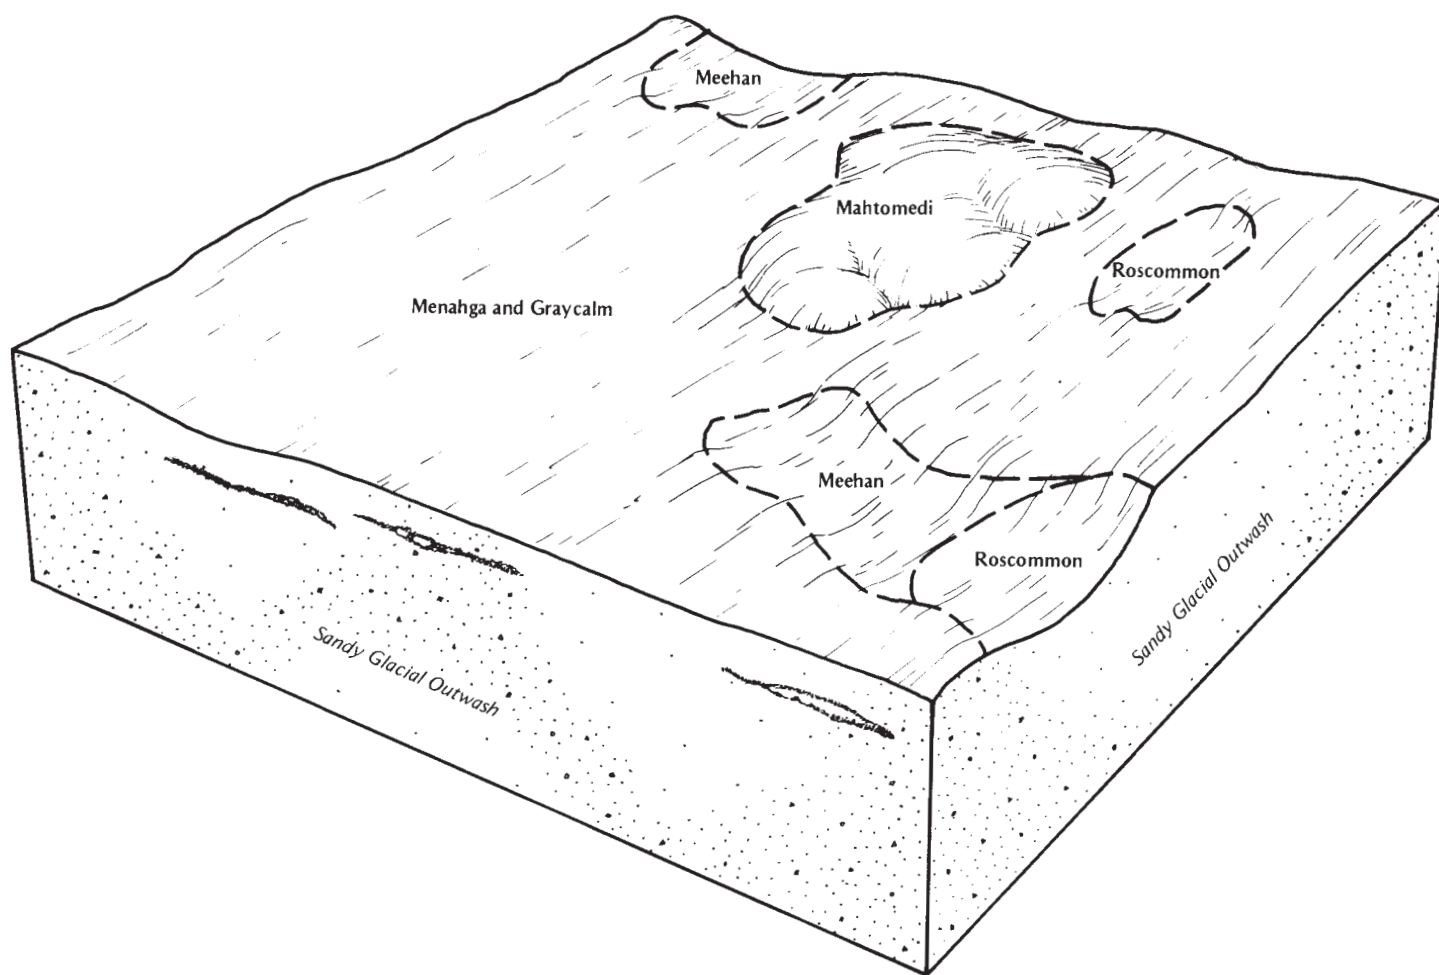 Meehan
Mahtomedi
Roscommon
Menahga and Graycalm
Meehan
Roscommon
Sandy Glacial Outwash
Sandy Glacial Outwash